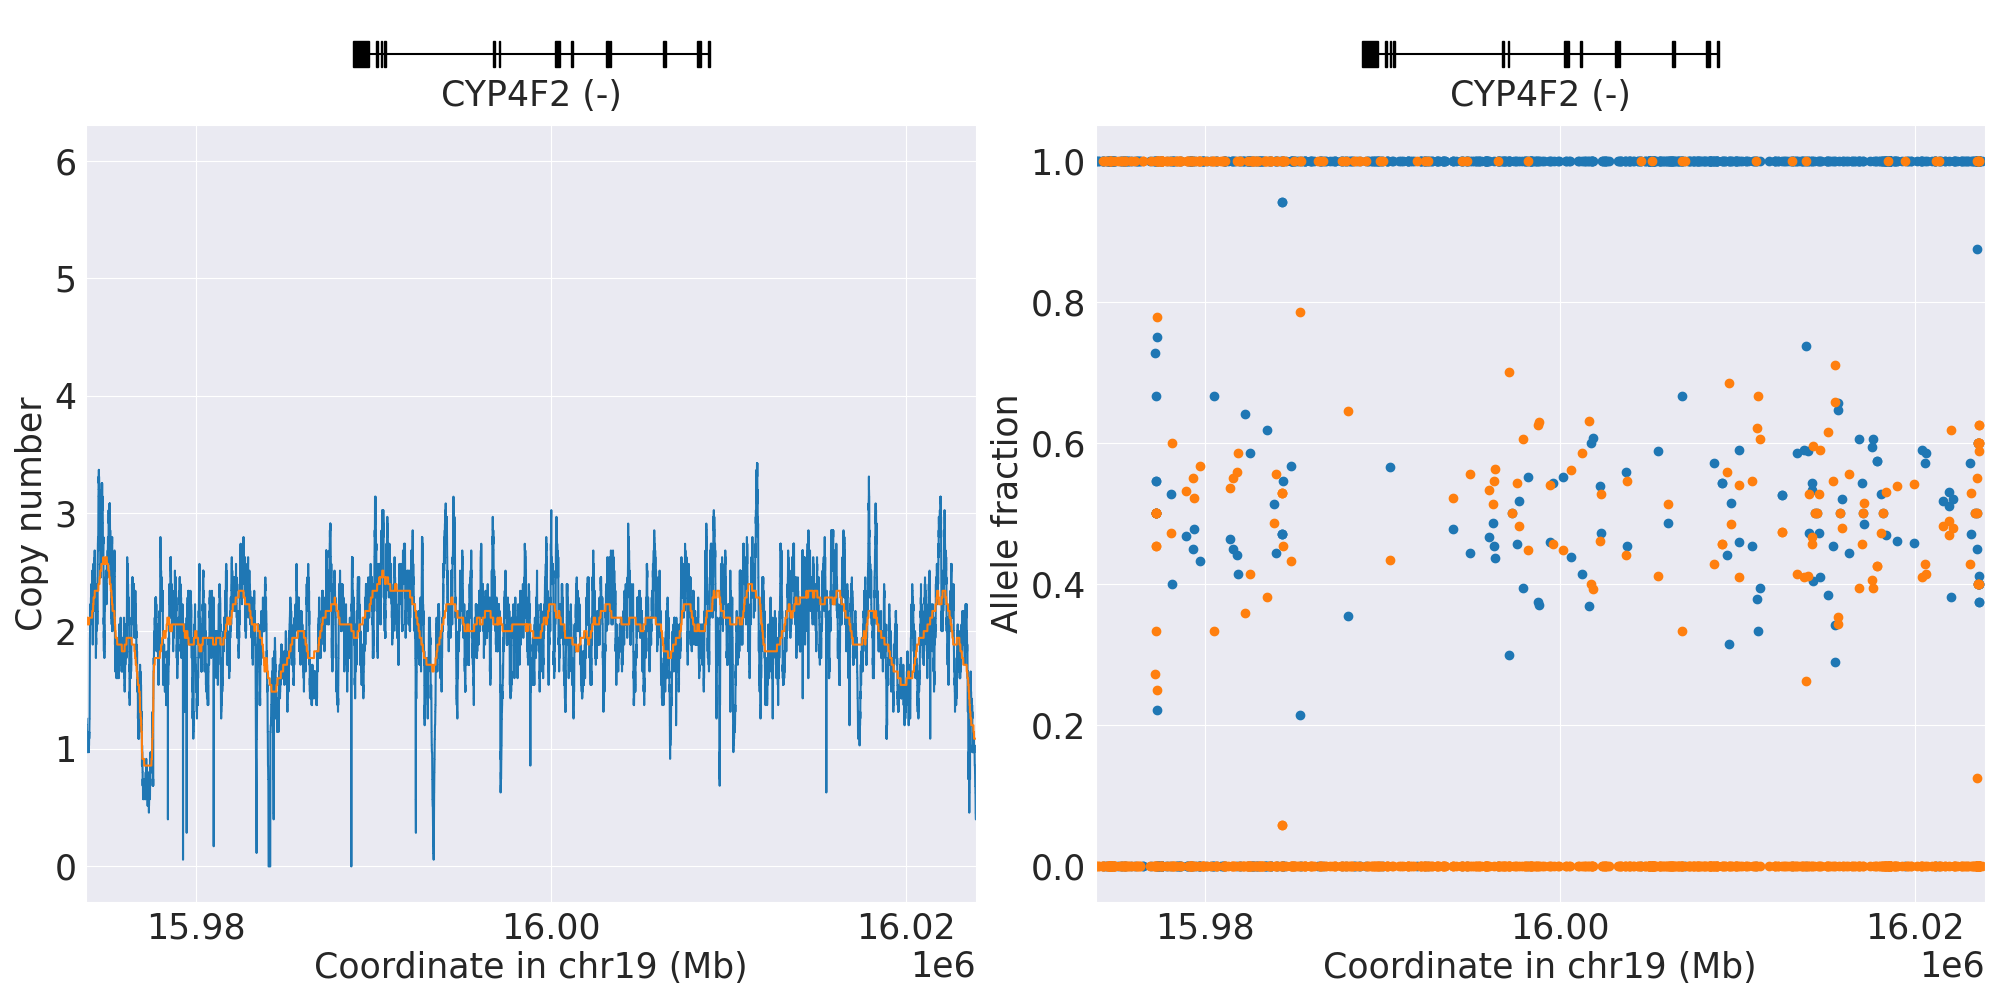 CYP4F2 (-)
6
5
4
3
2
1
0
Copy number
15.98
16.00
16.02
Coordinate in chr19 (Mb)
1e6
CYP4F2 (-)
1.0
0.8
0.6
0.4
0.2
0.0
Allele fraction
15.98
16.00
16.02
Coordinate in chr19 (Mb)
1e6